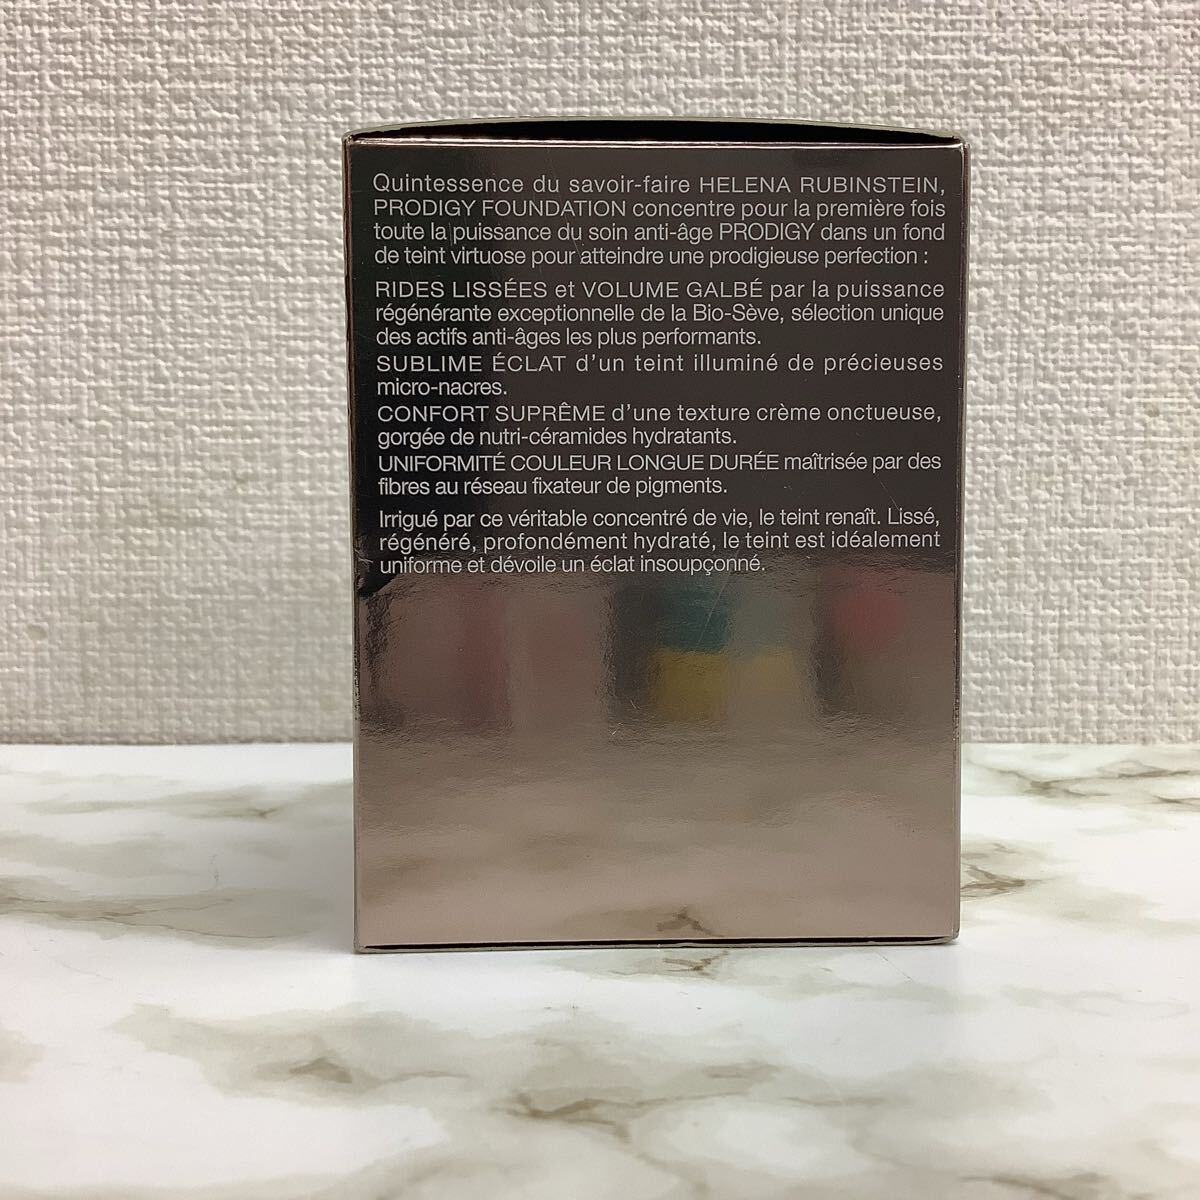 Quintessence du savoir-faire HELENA RUBINSTEIN,
PRODIGY FOUNDATION concentre pour la première fois
toute la puissance du soin anti-âge PRODIGY dans un fond
de teint virtuose pour atteindre une prodigieuse perfection :
RIDES LISSÉES et VOLUME GALBÉ par la puissance
régénérante exceptionnelle de la Bio-Sève, sélection unique
des actifs anti-âges les plus performants.
SUBLIME ÉCLAT d'un teint illuminé de précieuses
micro-nacres.
CONFORT SUPRÊME d'une texture crème onctueuse,
gorgée de nutri-céramides hydratants.
UNIFORMITÉ COULEUR LONGUE DURÉE maîtrisée par des
fibres au réseau fixateur de pigments.
Irrigué par ce véritable concentré de vie, le teint renaît. Lissé,
régénéré, profondément hydraté, le teint est idéalement
uniforme et dévoile un éclat insoupçonné.